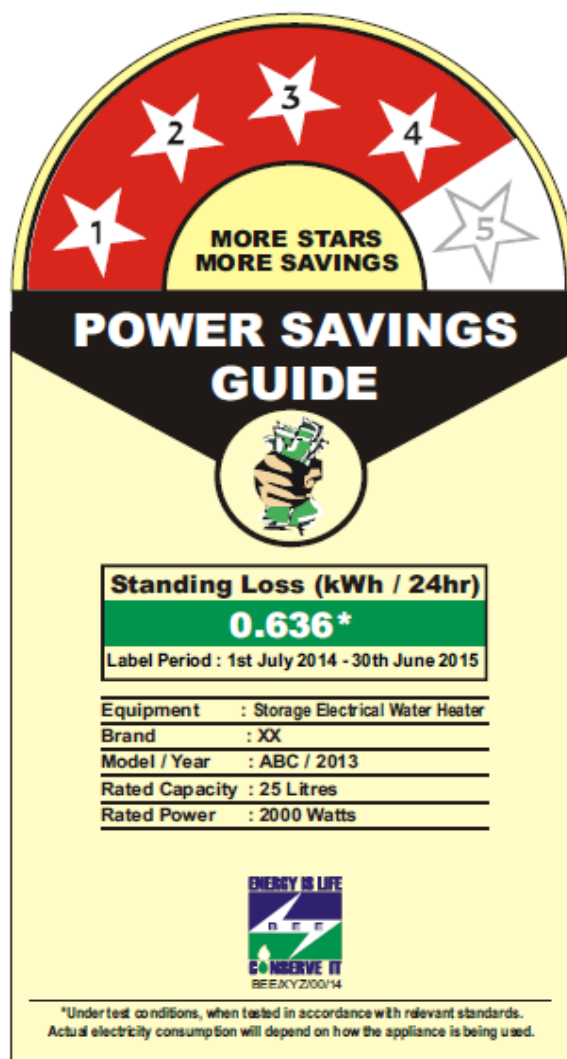 1
2
3
4
5
MORE STARS
MORE SAVINGS
POWER SAVINGS
GUIDE
Standing Loss (kWh / 24hr)
0.636*
Label Period : 1st July 2014 - 30th June 2015
Equipment : Storage Electrical Water Heater
Brand : XX
Model / Year : ABC / 2013
Rated Capacity : 25 Litres
Rated Power : 2000 Watts
ENERGY IS LIFE
BEE
CONSERVE IT
BEE/XYZ/00/14
*Under test conditions, when tested in accordance with relevant standards.
Actual electricity consumption will depend on how the appliance is being used.